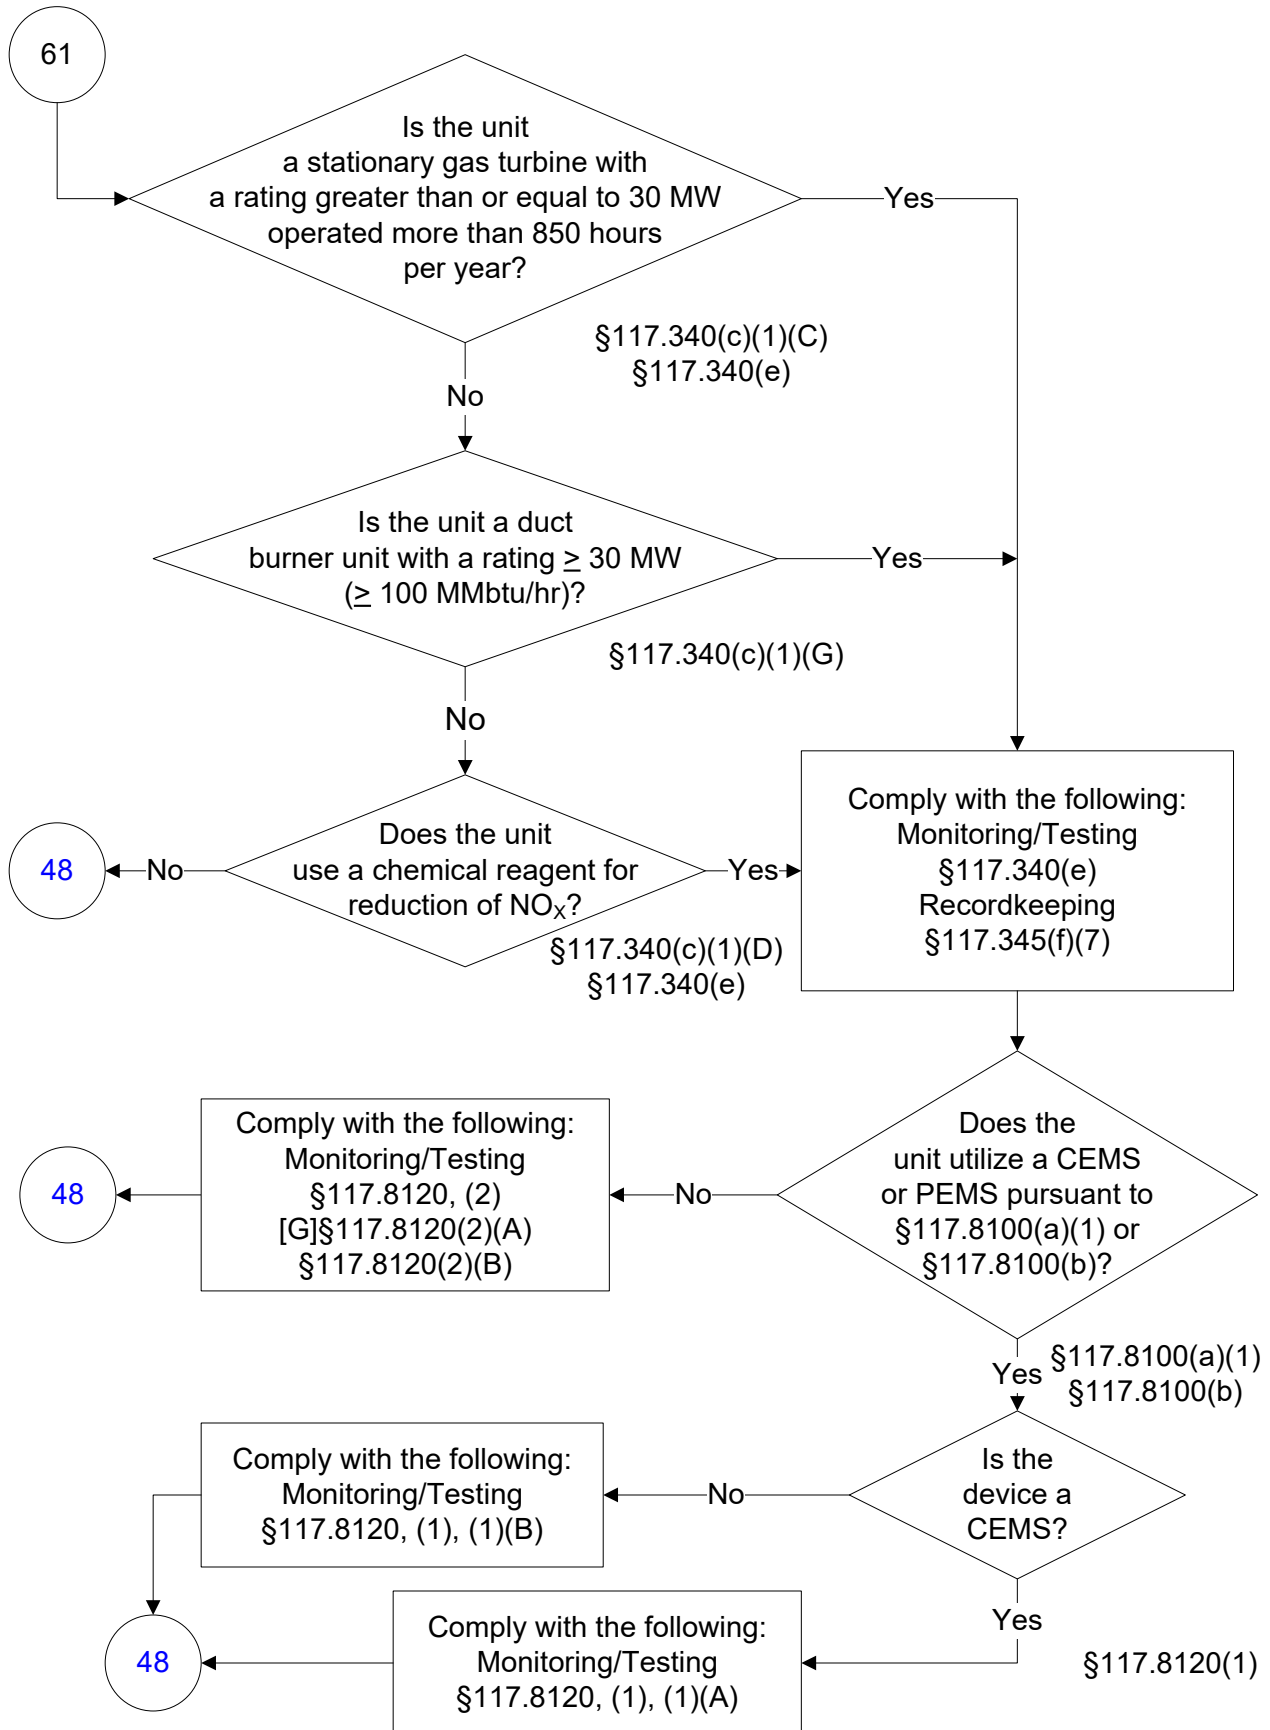 61
Is the unit
a stationary gas turbine with
a rating greater than or equal to 30 MW
operated more than 850 hours
per year?
Yes
§117.340(c)(1)(C)
§117.340(e)
No
Is the unit a duct
burner unit with a rating ≥ 30 MW
(≥ 100 MMbtu/hr)?
Yes
§117.340(c)(1)(G)
No
Does the unit
use a chemical reagent for
reduction of NOX?
No
48
Yes
§117.340(c)(1)(D)
§117.340(e)
Comply with the following:
Monitoring/Testing
§117.340(e)
Recordkeeping
§117.345(f)(7)
Does the
unit utilize a CEMS
or PEMS pursuant to
§117.8100(a)(1) or
§117.8100(b)?
No
Comply with the following:
Monitoring/Testing
§117.8120, (2)
[G]§117.8120(2)(A)
§117.8120(2)(B)
48
Yes
§117.8100(a)(1)
§117.8100(b)
Is the
device a
CEMS?
No
Comply with the following:
Monitoring/Testing
§117.8120, (1), (1)(B)
Yes
§117.8120(1)
Comply with the following:
Monitoring/Testing
§117.8120, (1), (1)(A)
48